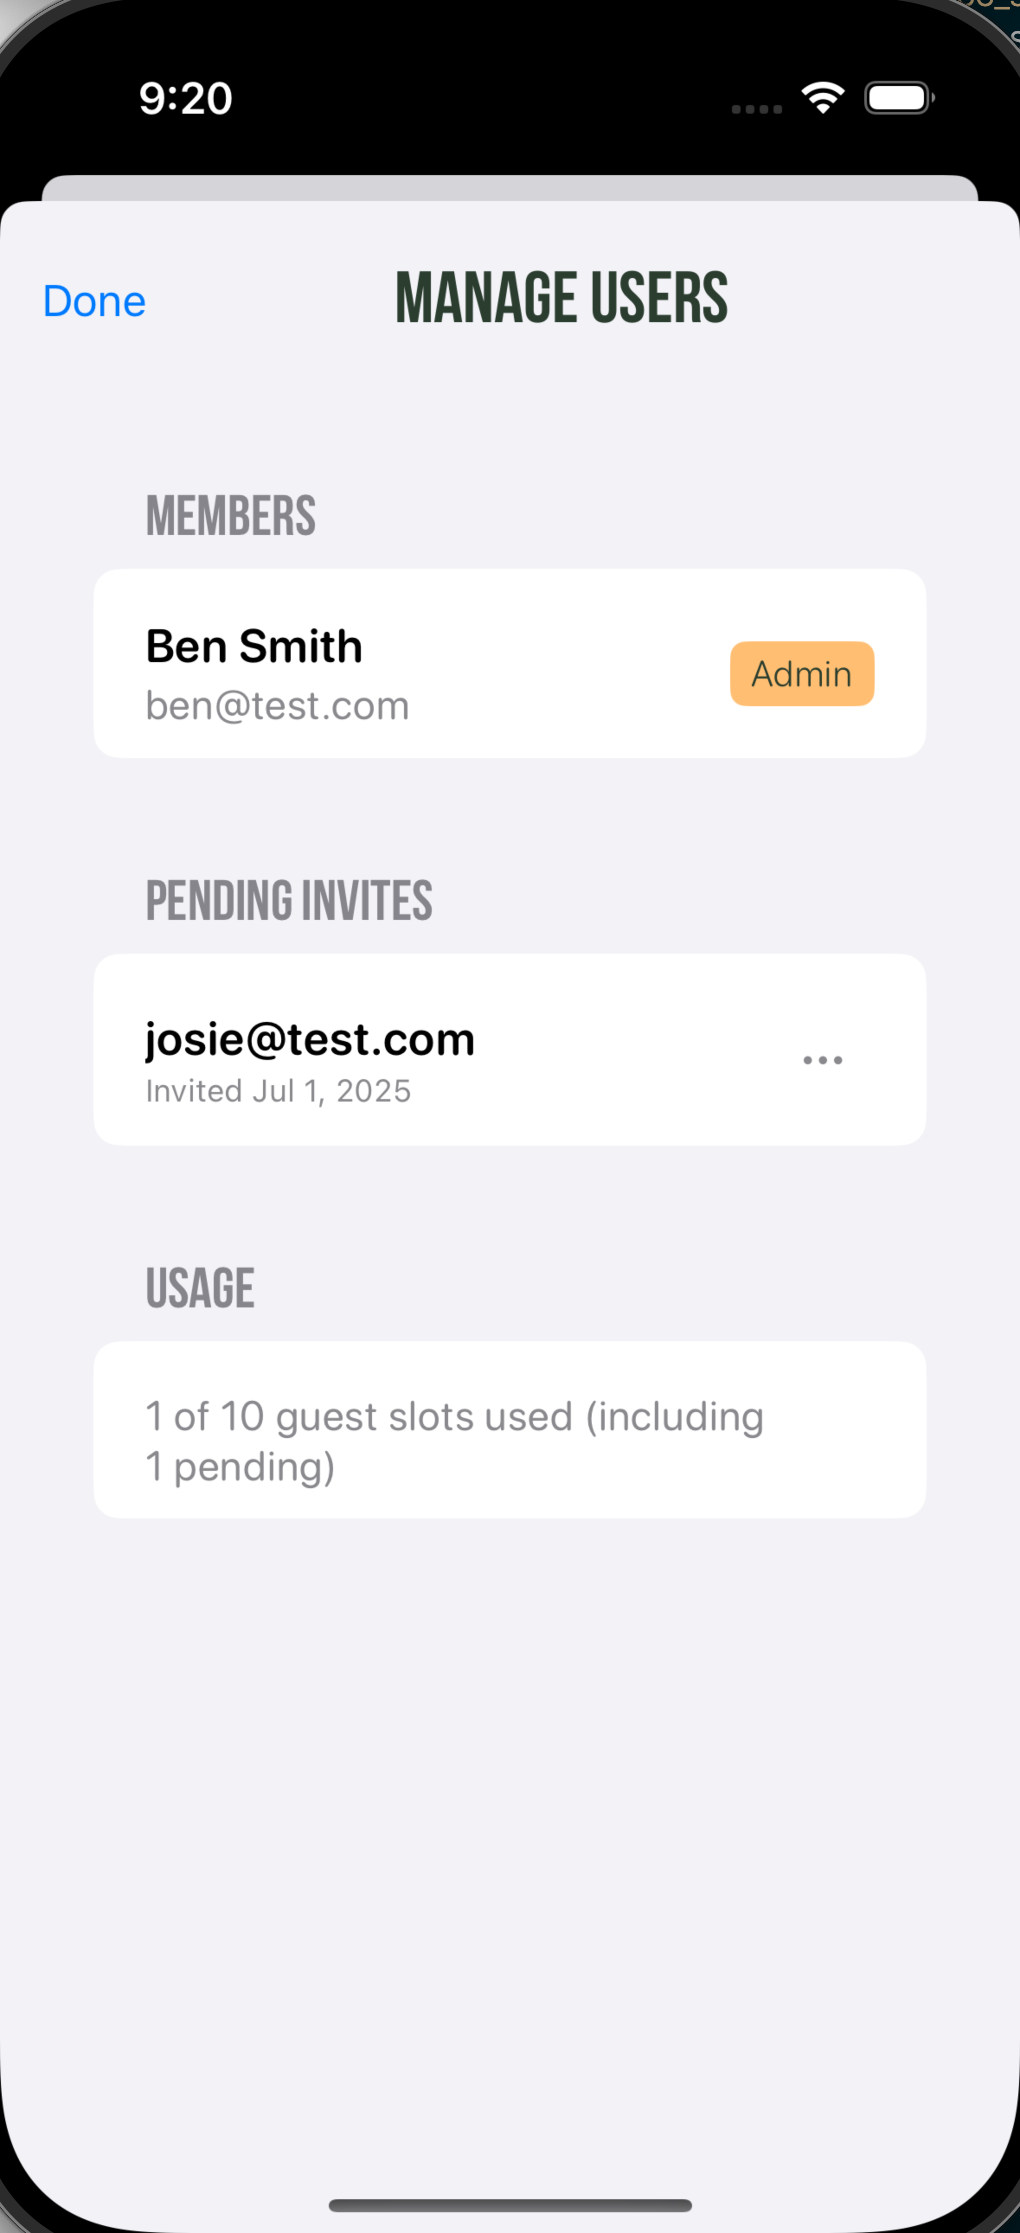 9:20
Done
MANAGE USERS
MEMBERS
Ben Smith
ben@test.com
Admin
PENDING INVITES
josie@test.com
Invited Jul 1, 2025
USAGE
1 of 10 guest slots used (including
1 pending)